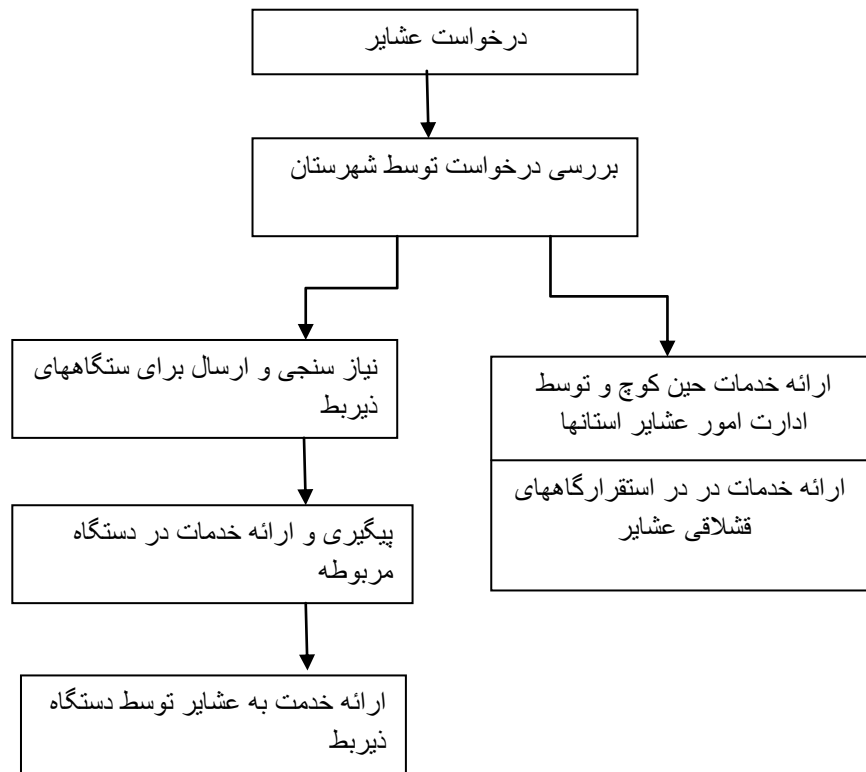 درخواست عشایر
بررسی درخواست توسط شهرستان
نیاز سنجی و ارسال برای ستگاههای
ذیربط
ارائه خدمات حین کوچ و توسط
ادارت امور عشایر استانها
ارائه خدمات در در استقرارگاههای
قشلاقی عشایر
پیگیری و ارائه خدمات در دستگاه
مربوطه
ارائه خدمت به عشایر توسط دستگاه
ذیربط